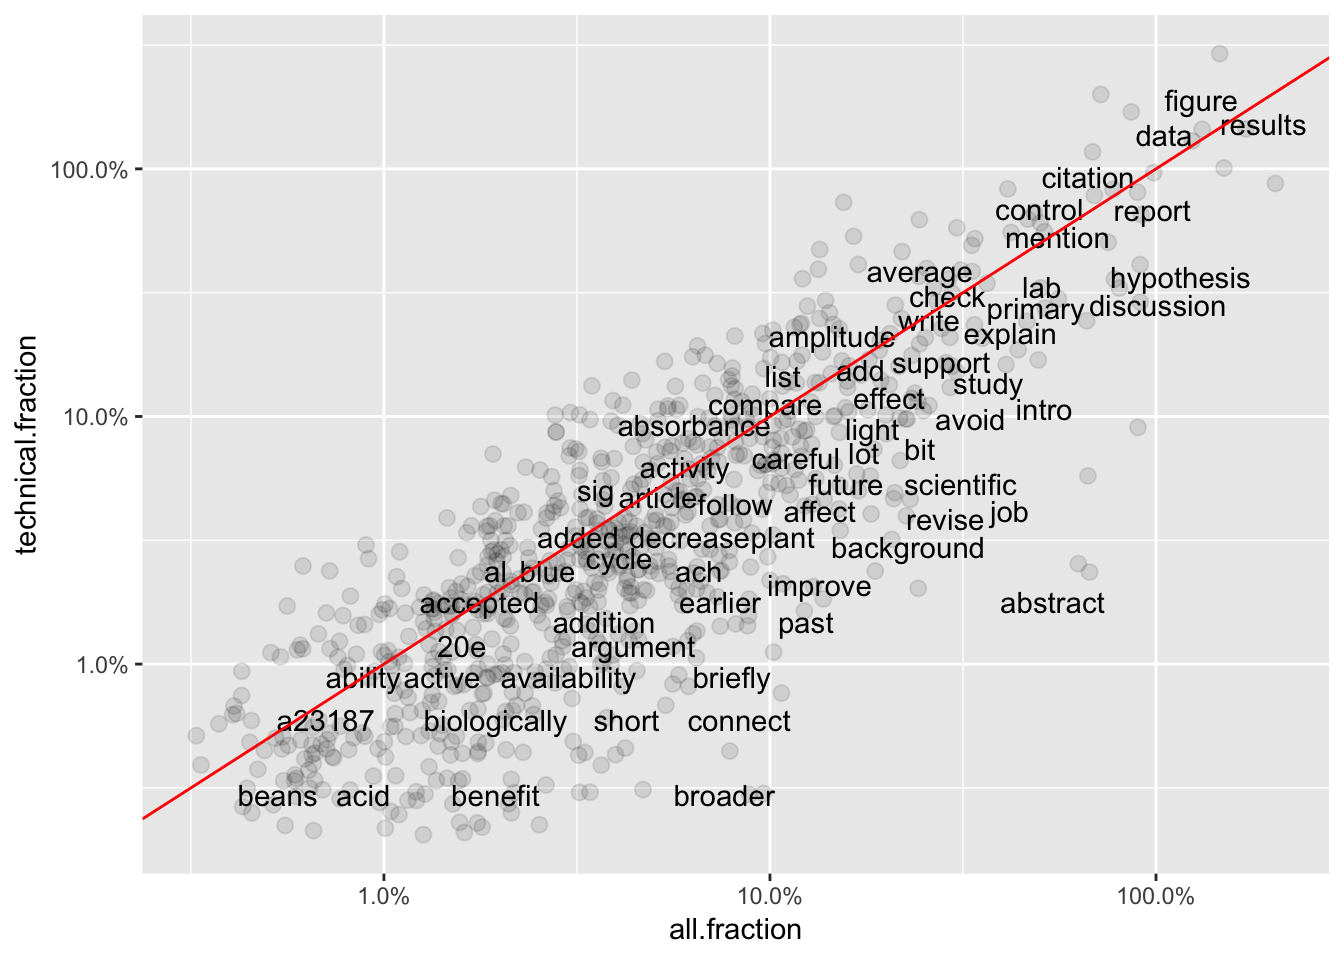 figure
results
data
100.0%
citation
control
report
mention
average
hypothesis
lab
check
primary
discussion
write
explain
amplitude
support
add
list
study
effect
compare
intro
10.0%
avoid
absorbance
light
bit
lot
careful
activity
future
scientific
sig
article
follow
affect
job
revise
added
decrease
plant
background
cycle
al
blue
ach
improve
accepted
earlier
abstract
addition
past
20e
argument
1.0%
ability
active
availability
briefly
a23187
biologically
short
connect
beans
acid
benefit
broader
technical.fraction
1.0%
10.0%
100.0%
all.fraction